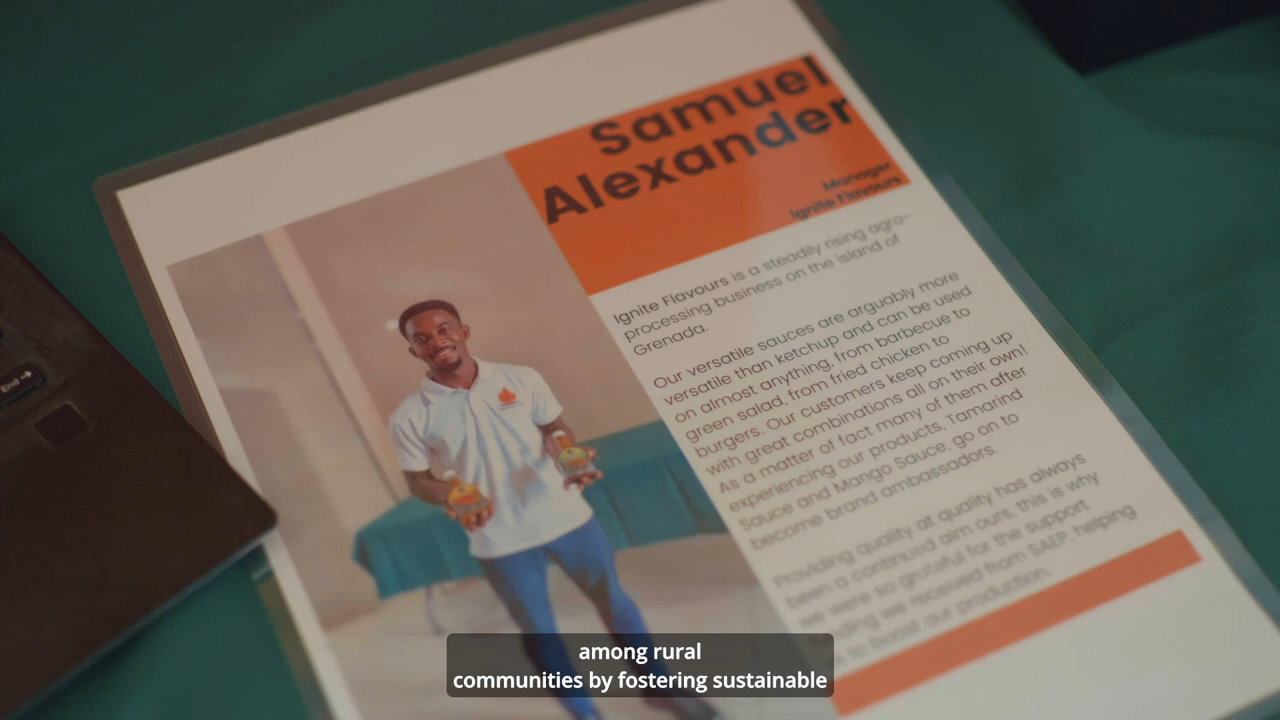 Samuel
Alexander
Manager
Ignite Flavours
Ignite Flavours is a steadily rising agro-
processing business on the island of
Grenada.
Our versatile sauces are arguably more
versatile than ketchup and can be used
on almost anything, from barbecue to
green salad, from fried chicken to
burgers. Our customers keep coming up
with great combinations all on their own!
As a matter of fact many of them after
experiencing our products, Tamarind
Sauce and Mango Sauce, go on to
become brand ambassadors.
Providing quality at quality has always
been a continued aim ours, this is why
we were so grateful for the support
we received from SAEP, helping
to boost our production.
End
among rural
communities by fostering sustainable